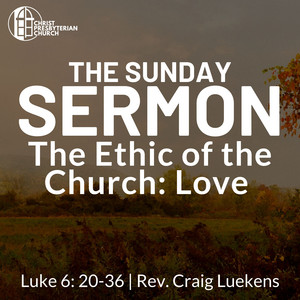 CHRIST
PRESBYTERIAN
CHURCH
THE SUNDAY
SERMON
The Ethic of the
Church: Love
Luke 6: 20-36 | Rev. Craig Luekens